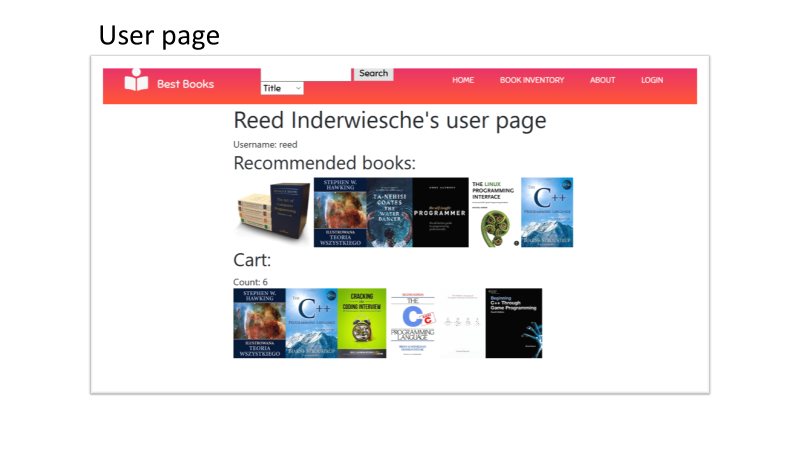 User page
Best Books
Search
Title
HOME
BOOK INVENTORY
ABOUT
LOGIN
Reed Inderwiesche's user page
Username: reed
Recommended books:
STEPHEN W.
HAWKING
ILUSTROWANA
TEORIA
WSZYSTKIEGO
TA-NEHISI
COATES
THE
WATER
DANCER
the self-taught
PROGRAMMER
THE LINUX
PROGRAMMING
INTERFACE
THE
C++
Cart:
Count: 6
STEPHEN W.
HAWKING
ILUSTROWANA
TEORIA
WSZYSTKIEGO
THE
C++
CRACKING
CODING INTERVIEW
THE
C
PROGRAMMING
LANGUAGE
Beginning
C++ Through
Game Programming